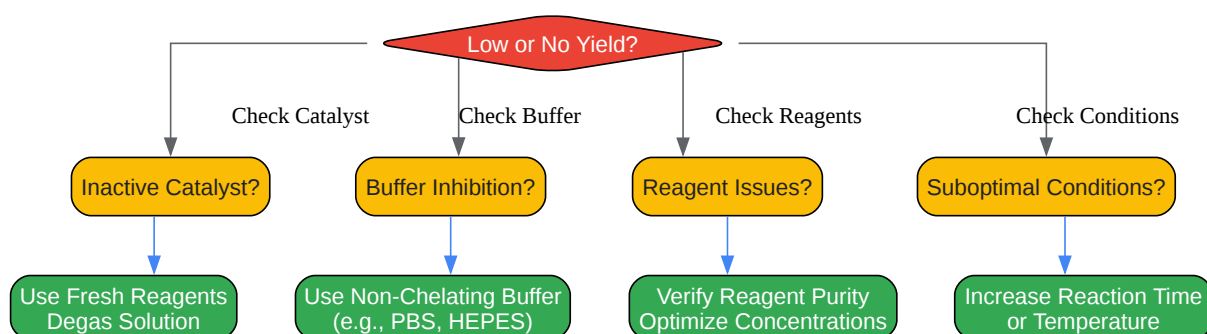 Low or No Yield?
Check Catalyst
Check Buffer
Check Reagents
Check Conditions
Inactive Catalyst?
Buffer Inhibition?
Reagent Issues?
Suboptimal Conditions?
Use Fresh Reagents
Degas Solution
Use Non-Chelating Buffer
(e.g., PBS, HEPES)
Verify Reagent Purity
Optimize Concentrations
Increase Reaction Time
or Temperature